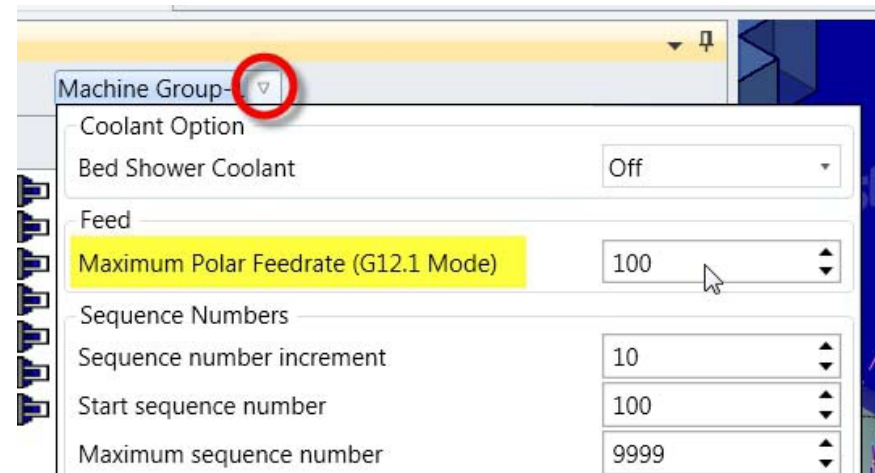 Machine Group-1
Coolant Option
Bed Shower Coolant Off
Feed
Maximum Polar Feedrate (G12.1 Mode) 100
Sequence Numbers
Sequence number increment 10
Start sequence number 100
Maximum sequence number 9999